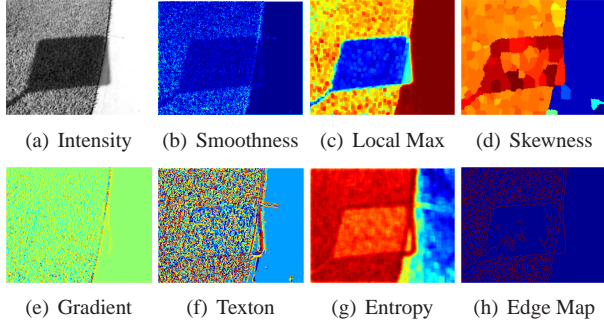 (a) Intensity (b) Smoothness (c) Local Max (d) Skewness
(e) Gradient (f) Texton (g) Entropy (h) Edge Map